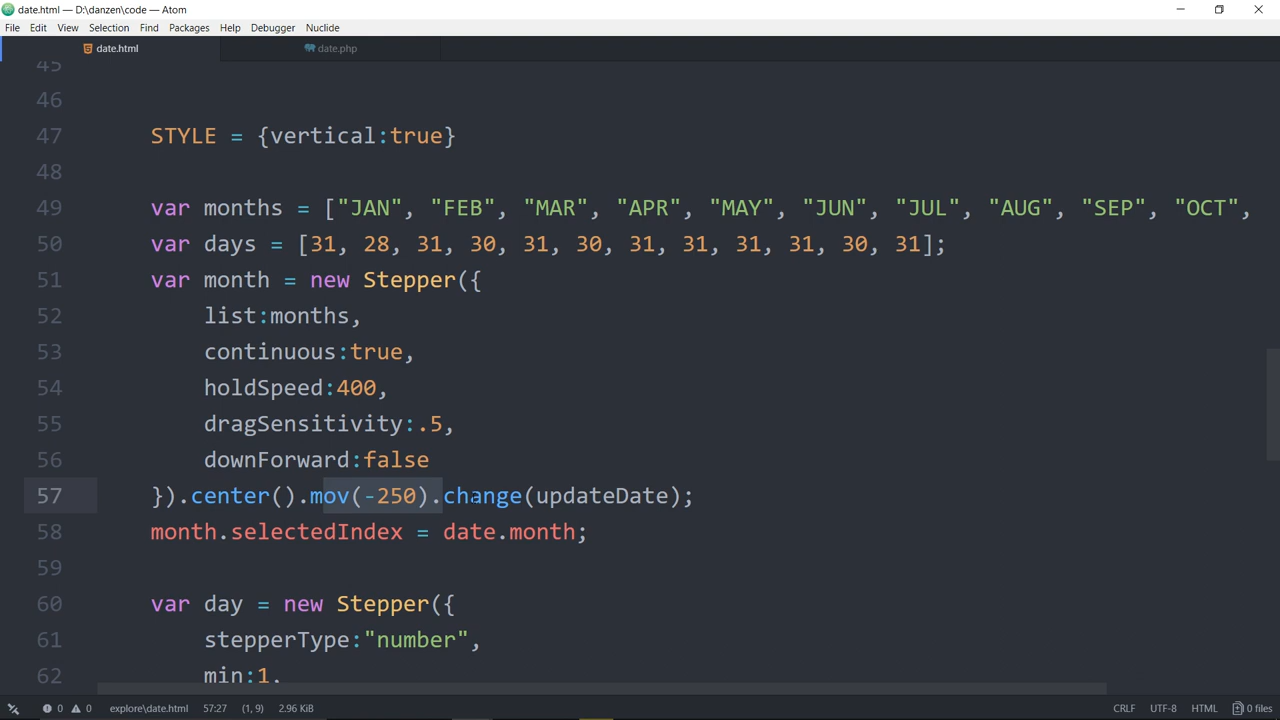 date.html — D:\danzen\code — Atom
File Edit View Selection Find Packages Help Debugger Nuclide
date.html date.php
45
46
47 STYLE = {vertical:true}
48
49 var months = ["JAN", "FEB", "MAR", "APR", "MAY", "JUN", "JUL", "AUG", "SEP", "OCT",
50 var days = [31, 28, 31, 30, 31, 30, 31, 31, 31, 31, 30, 31];
51 var month = new Stepper({
52 list:months,
53 continuous:true,
54 holdSpeed:400,
55 dragSensitivity:.5,
56 downForward:false
57 }).center().mov(-250).change(updateDate);
58 month.selectedIndex = date.month;
59
60 var day = new Stepper({
61 stepperType:"number",
62 min:1,
0 0 explore\date.html 57:27 (1, 9) 2.96 KiB CRLF UTF-8 HTML 0 files